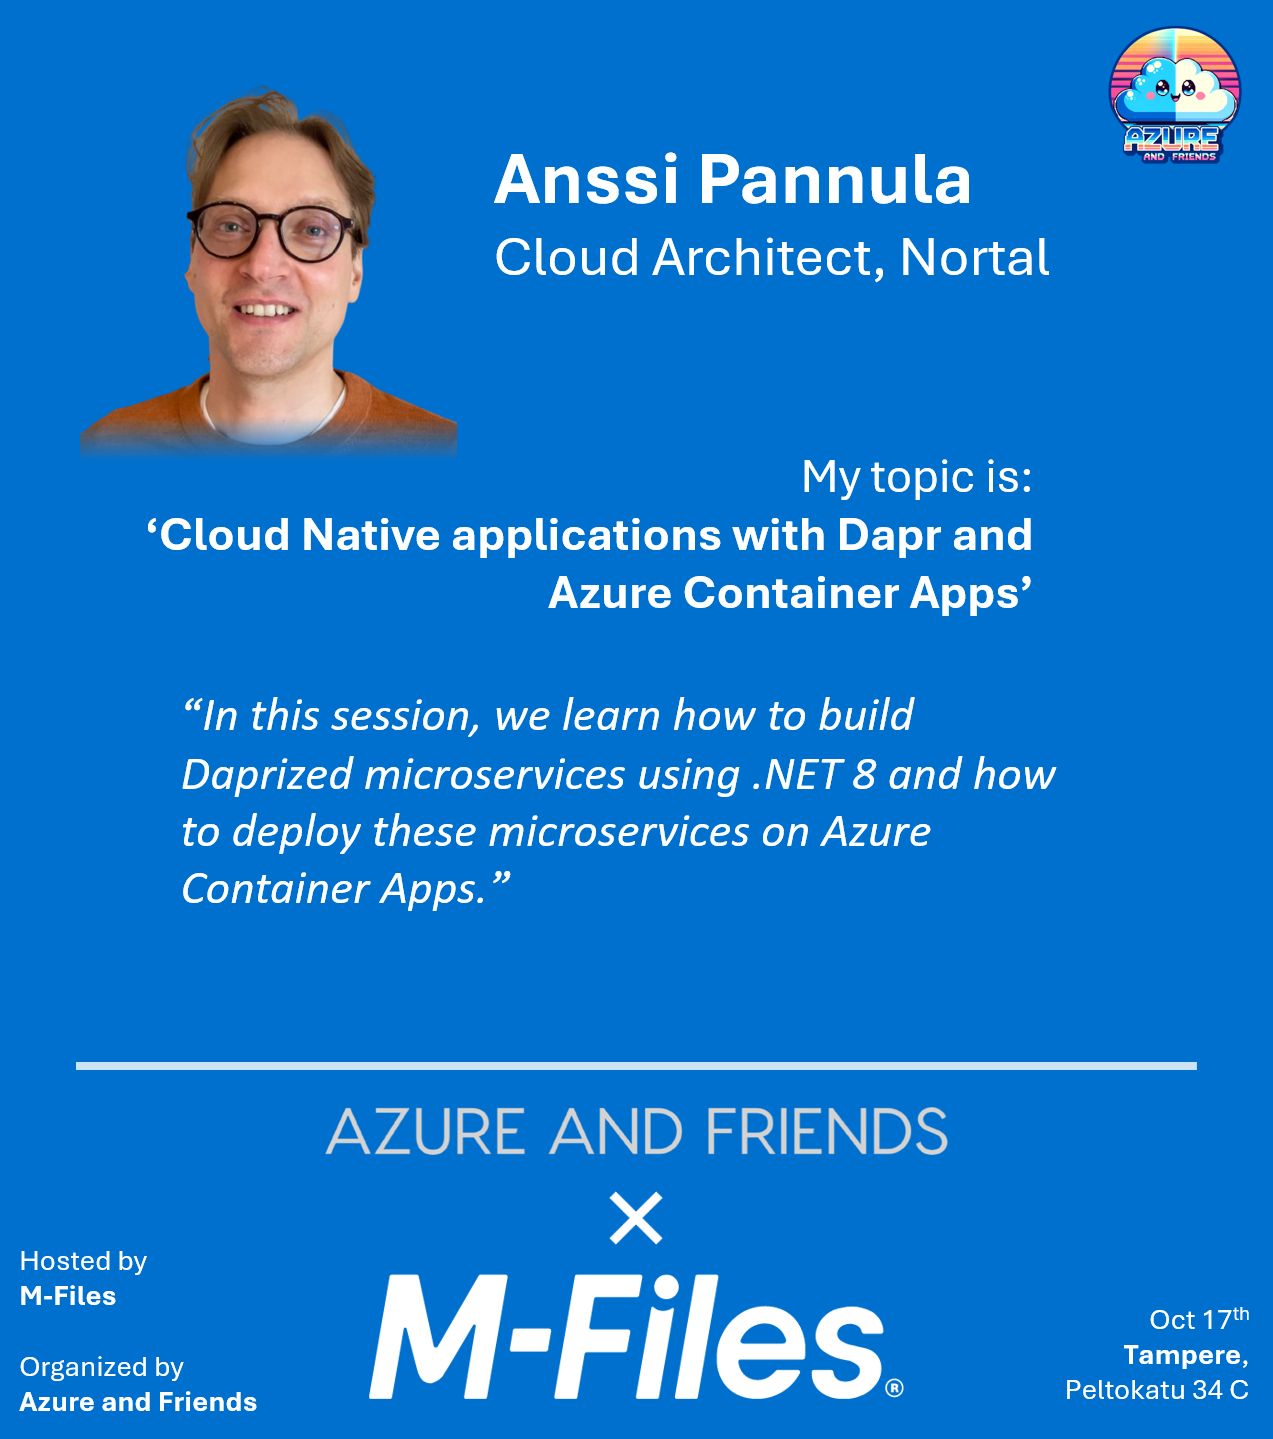 AZURE
AND FRIENDS
Anssi Pannula
Cloud Architect, Nortal
My topic is:
‘Cloud Native applications with Dapr and
Azure Container Apps’
“In this session, we learn how to build
Daprized microservices using .NET 8 and how
to deploy these microservices on Azure
Container Apps.”
AZURE AND FRIENDS
×
M-Files®
Hosted by
M-Files
Organized by
Azure and Friends
Oct 17th
Tampere,
Peltokatu 34 C